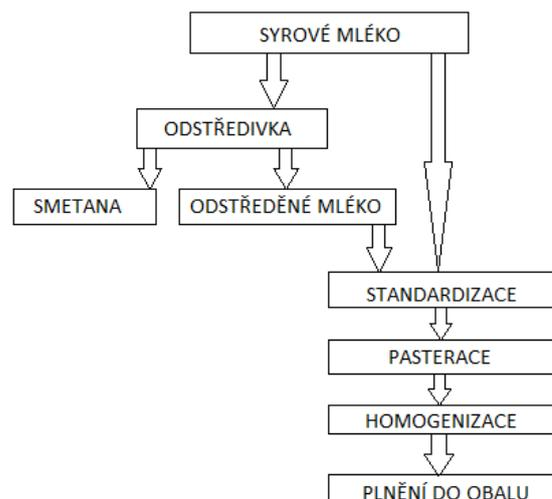 SYROVÉ MLÉKO
ODSTŘEDIVKA
SMETANA
ODSTŘEDĚNÉ MLÉKO
STANDARDIZACE
PASTERACE
HOMOGENIZACE
PLNĚNÍ DO OBALU